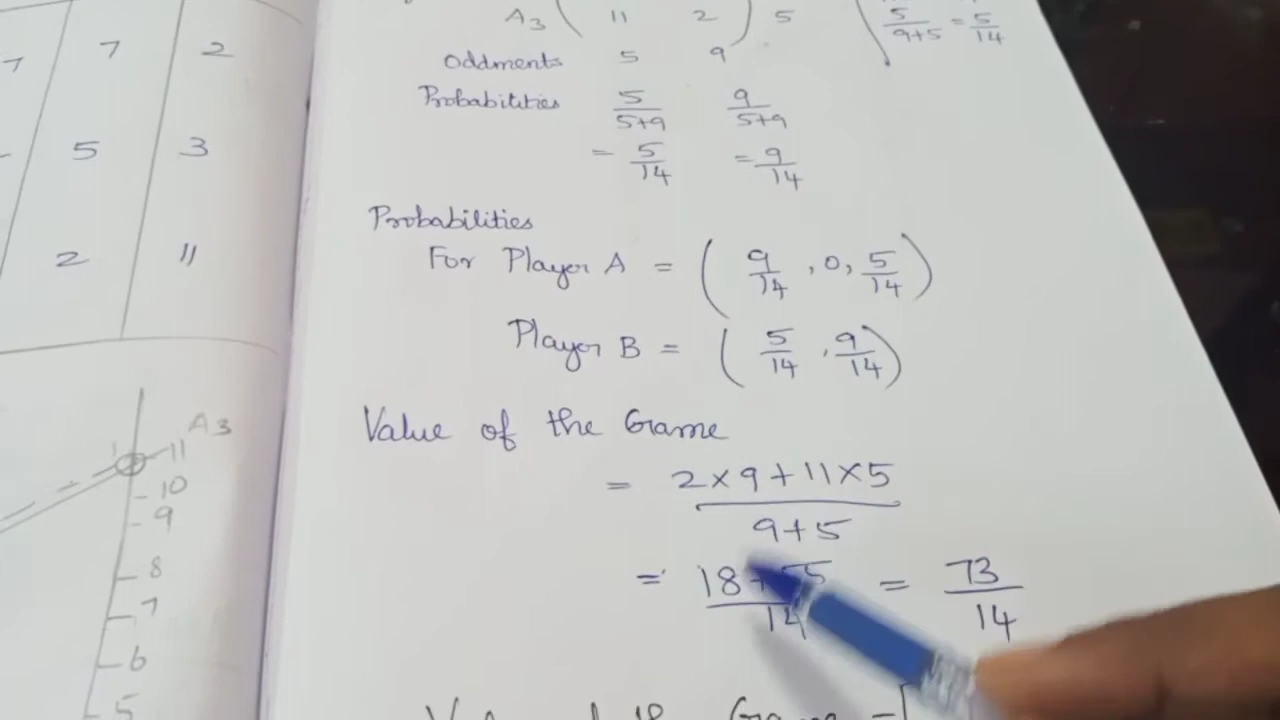 7 7 2
5 3
2 11
A3
11
10
9
8
7
6
5
A3 ( 11 2 ) 5
5/9+5 = 5/14
Oddments 5 9
Probabilities 5/5+9 9/5+9
= 5/14 = 9/14
Probabilities
For Player A = ( 9/14 , 0, 5/14 )
Player B = ( 5/14 , 9/14 )
Value of the Game
= 2×9+11×5
9+5
= 18+55/14 = 73/14
Game =